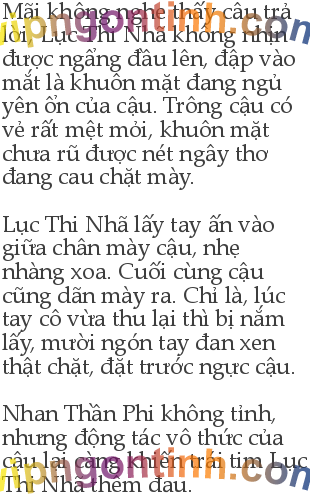 Mãi không nghe thấy câu trả
lời, Lục Thi Nhã không nhịn
được ngẩng đầu lên, đập vào
mắt là khuôn mặt đang ngủ
yên ổn của cậu. Trông cậu có
vẻ rất mệt mỏi, khuôn mặt
chưa rũ được nét ngây thơ
đang cau chặt mày.
Lục Thi Nhã lấy tay ấn vào
giữa chân mày cậu, nhẹ
nhàng xoa. Cuối cùng cậu
cũng dãn mày ra. Chỉ là, lúc
tay cô vừa thu lại thì bị nắm
lấy, mười ngón tay đan xen
thật chặt, đặt trước ngực cậu.
Nhan Thần Phi không tỉnh,
nhưng động tác vô thức của
cậu lại càng khiến trái tim Lục
Thi Nhã thêm đau.